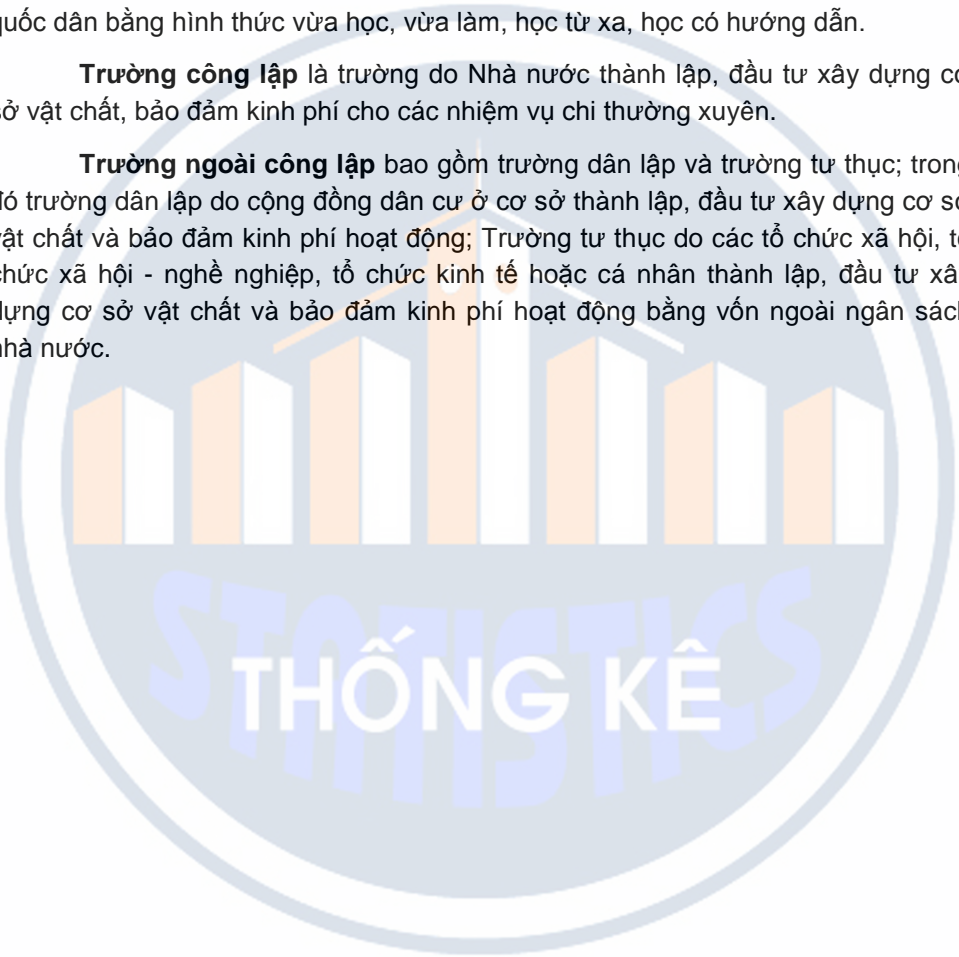 quốc dân bằng hình thức vừa học, vừa làm, học từ xa, học có hướng dẫn.
Trường công lập là trường do Nhà nước thành lập, đầu tư xây dựng cơ
sở vật chất, bảo đảm kinh phí cho các nhiệm vụ chi thường xuyên.
Trường ngoài công lập bao gồm trường dân lập và trường tư thục; trong
đó trường dân lập do cộng đồng dân cư ở cơ sở thành lập, đầu tư xây dựng cơ sở
vật chất và bảo đảm kinh phí hoạt động; Trường tư thục do các tổ chức xã hội, tổ
chức xã hội - nghề nghiệp, tổ chức kinh tế hoặc cá nhân thành lập, đầu tư xây
dựng cơ sở vật chất và bảo đảm kinh phí hoạt động bằng vốn ngoài ngân sách
nhà nước.
STATISTICS
THỐNG KÊ
STATISTICS